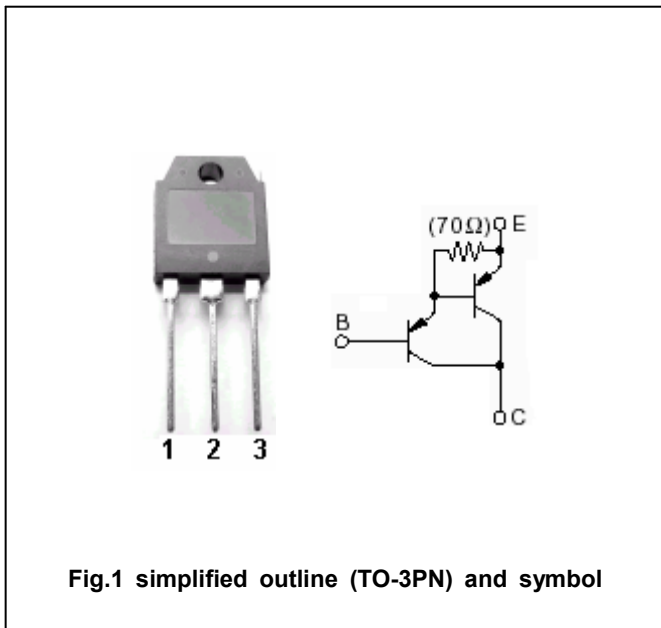 (70Ω)
E
B
C
1 2 3
Fig.1 simplified outline (TO-3PN) and symbol